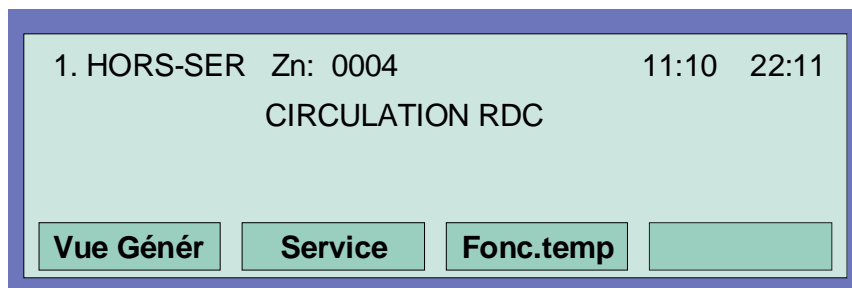 1. HORS-SER Zn: 0004 11:10 22:11
CIRCULATION RDC
Vue Génér Service Fonc.temp